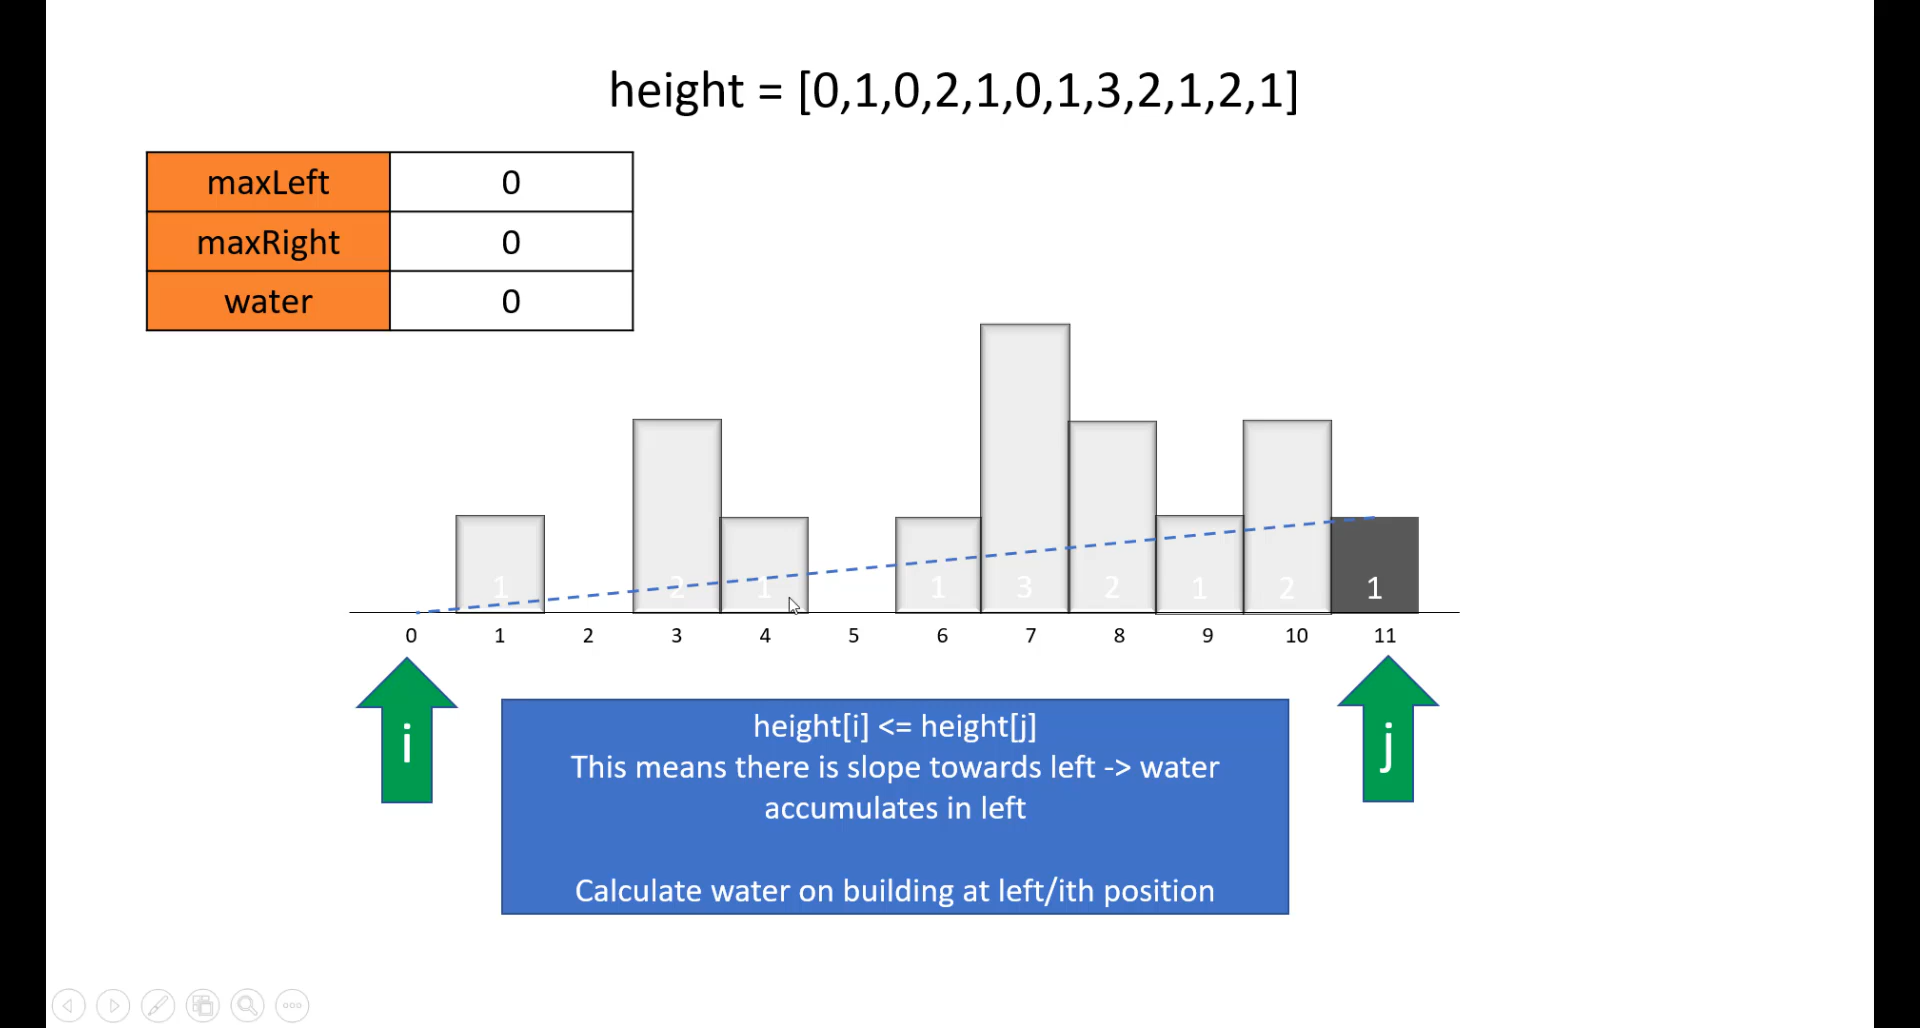 height = [0,1,0,2,1,0,1,3,2,1,2,1]
maxLeft 0
maxRight 0
water 0
1 2 1 1 3 2 1 2 1
0 1 2 3 4 5 6 7 8 9 10 11
i
j
height[i] <= height[j]
This means there is slope towards left -> water
accumulates in left
Calculate water on building at left/ith position